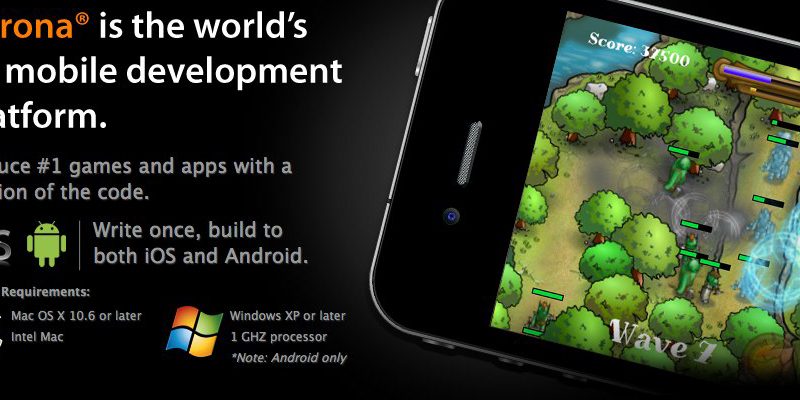 rona® is the world's
mobile development
atform.
uce #1 games and apps with a
ion of the code.
S
Write once, build to
both iOS and Android.
Requirements:
Mac OS X 10.6 or later
Intel Mac
Windows XP or later
1 GHZ processor
*Note: Android only
Score: 32500
Wave 7